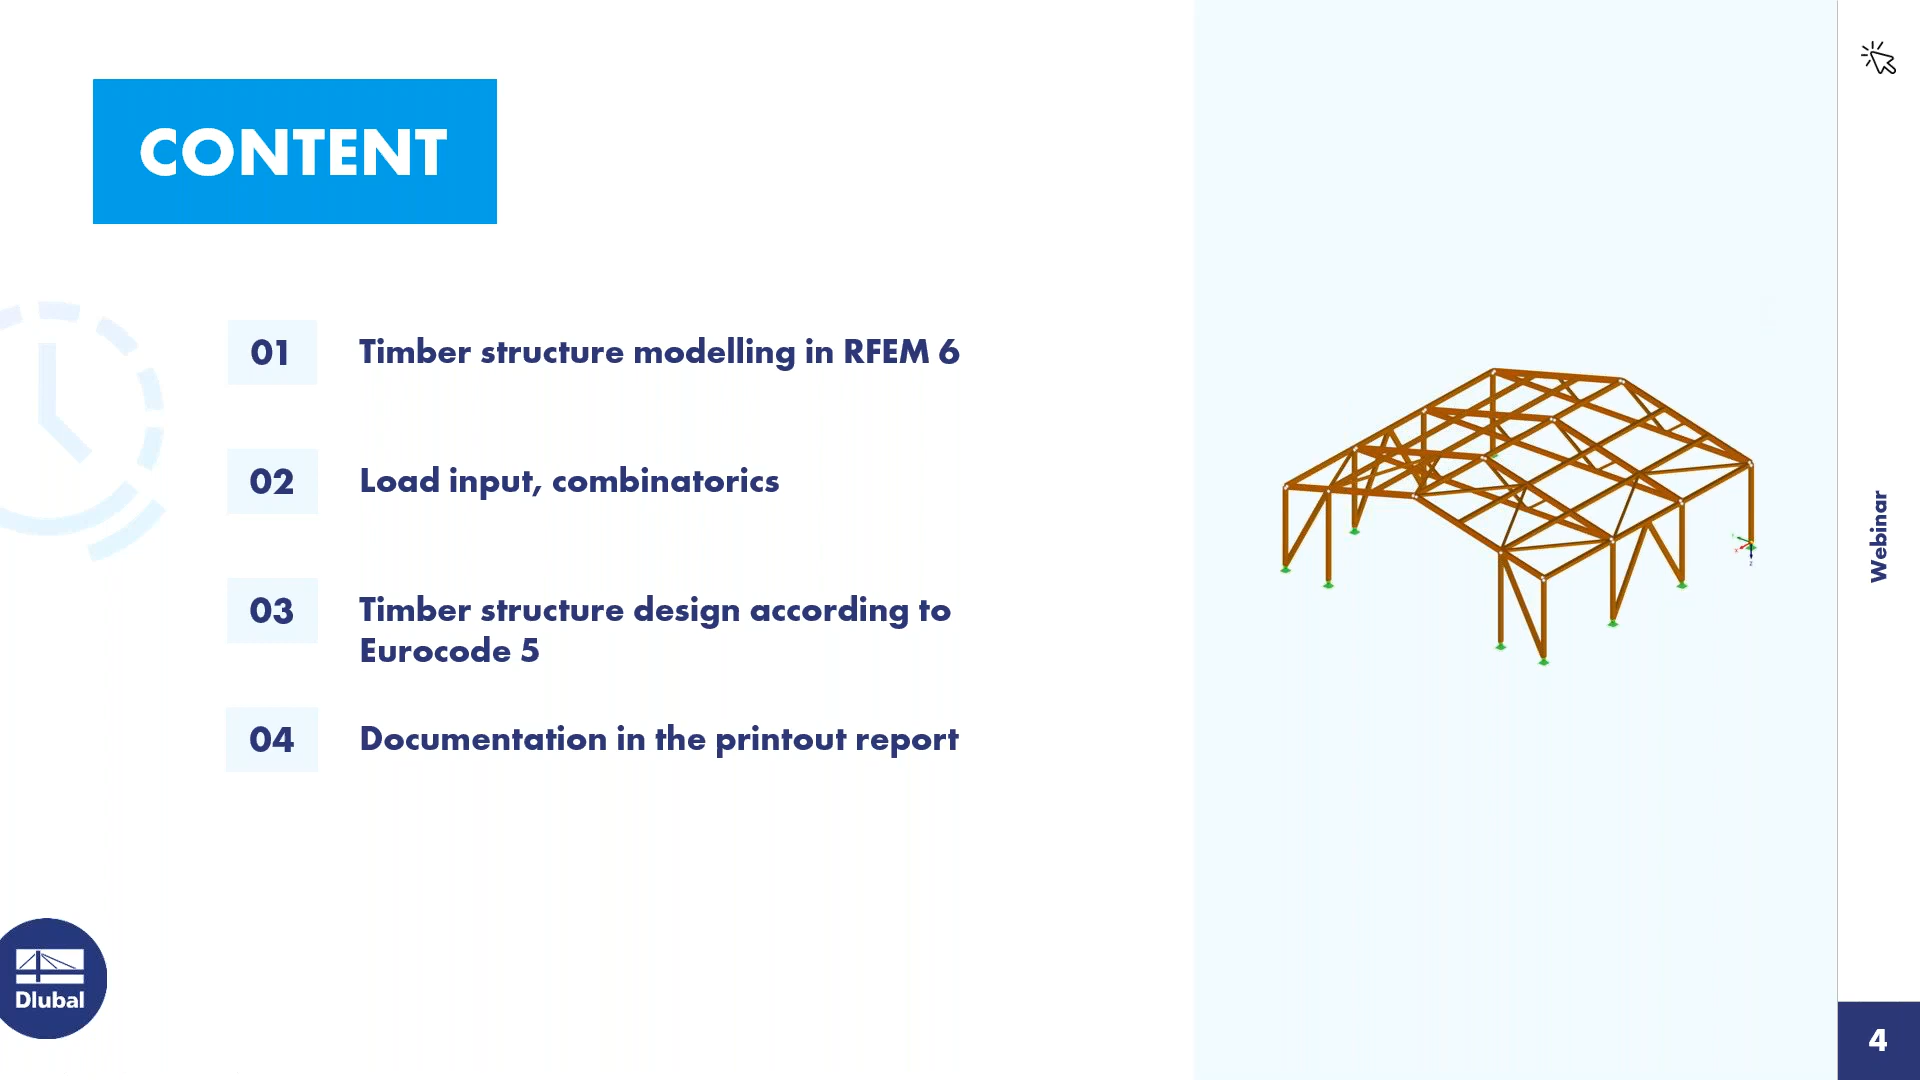 CONTENT
01
Timber structure modelling in RFEM 6
02
Load input, combinatorics
03
Timber structure design according to
Eurocode 5
04
Documentation in the printout report
Webinar
Dlubal
4